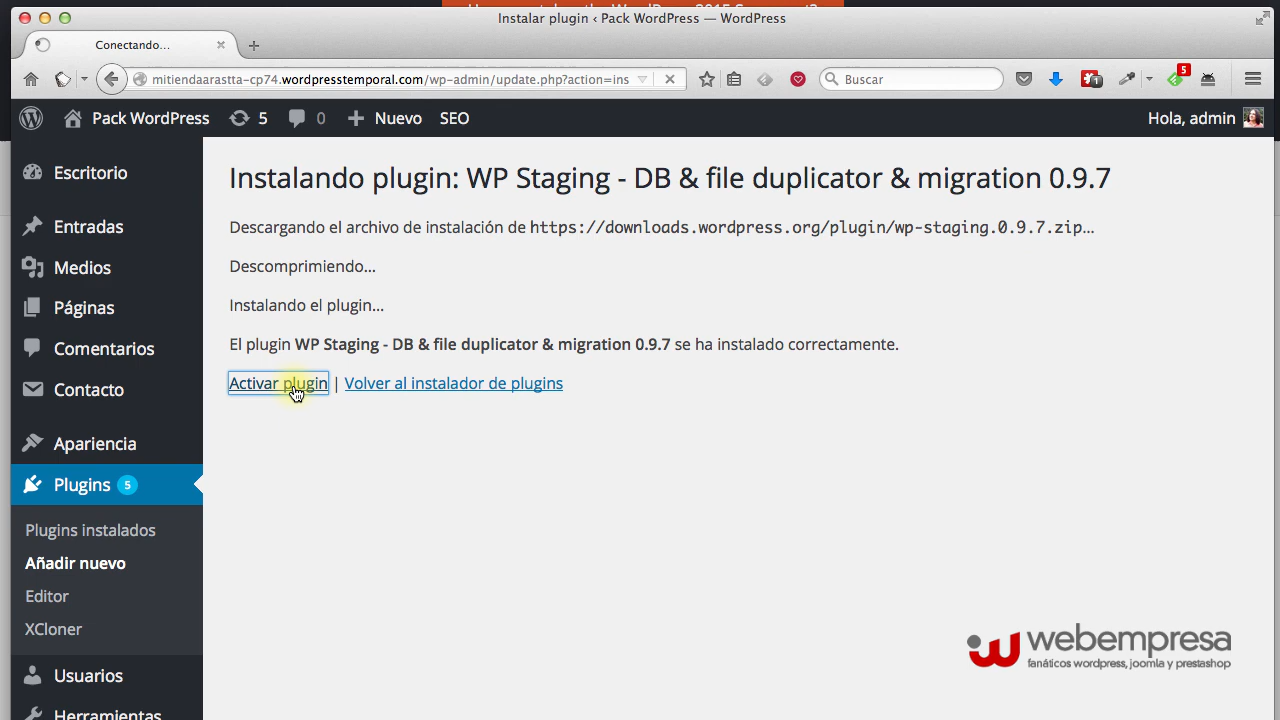 Instalar plugin ‹ Pack WordPress — WordPress
Conectando...
mitiendaarastta-cp74.wordpresstemporal.com/wp-admin/update.php?action=ins
Buscar
1
5
Pack WordPress
5
0
Nuevo
SEO
Hola, admin
Escritorio
Entradas
Medios
Páginas
Comentarios
Contacto
Apariencia
Plugins 5
Plugins instalados
Añadir nuevo
Editor
XCloner
Usuarios
Herramientas
Instalando plugin: WP Staging - DB & file duplicator & migration 0.9.7
Descargando el archivo de instalación de https://downloads.wordpress.org/plugin/wp-staging.0.9.7.zip…
Descomprimiendo…
Instalando el plugin…
El plugin WP Staging - DB & file duplicator & migration 0.9.7 se ha instalado correctamente.
Activar plugin | Volver al instalador de plugins
webempresa
fanáticos wordpress, joomla y prestashop